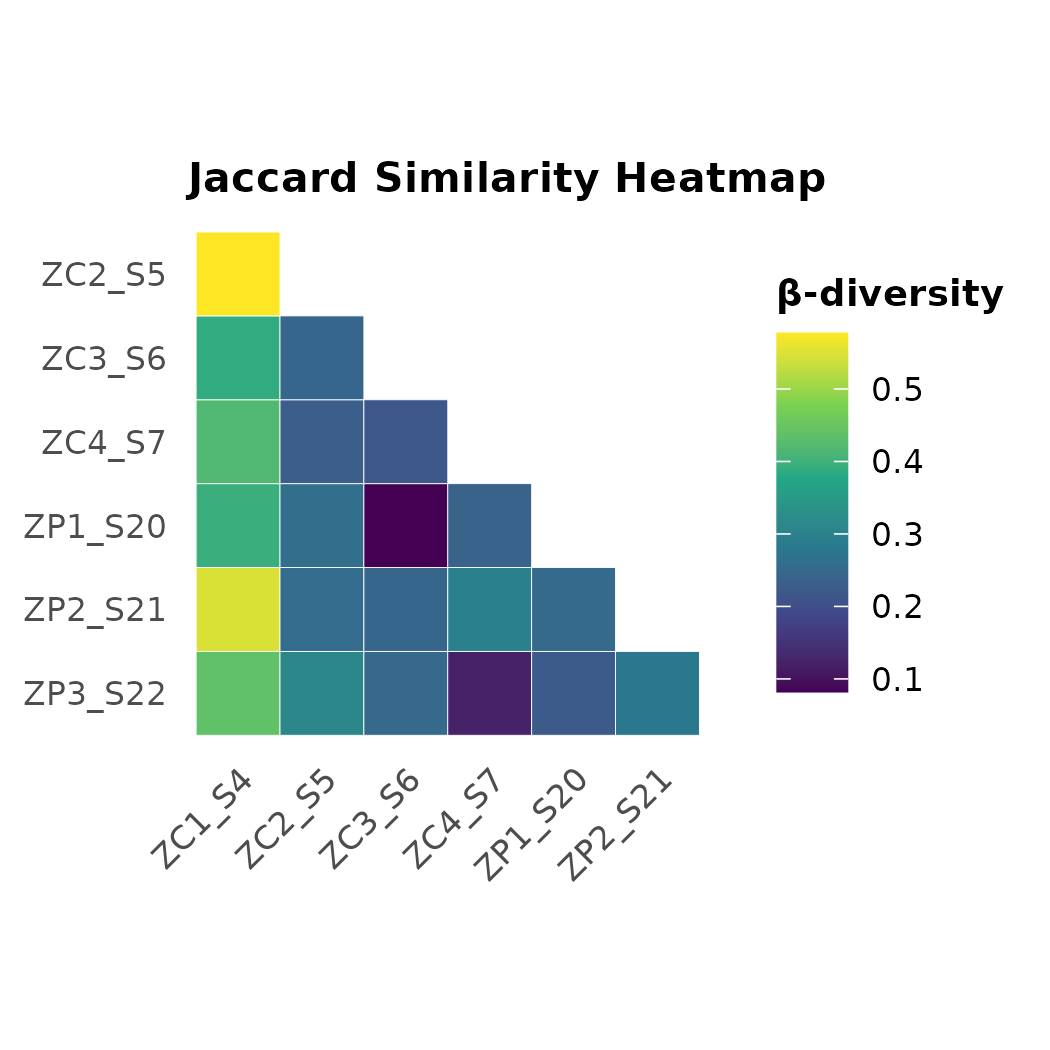 Jaccard Similarity Heatmap
ZC2_S5
ZC3_S6
ZC4_S7
ZP1_S20
ZP2_S21
ZP3_S22
ZC1_S4
ZC2_S5
ZC3_S6
ZC4_S7
ZP1_S20
ZP2_S21
β-diversity
0.5
0.4
0.3
0.2
0.1